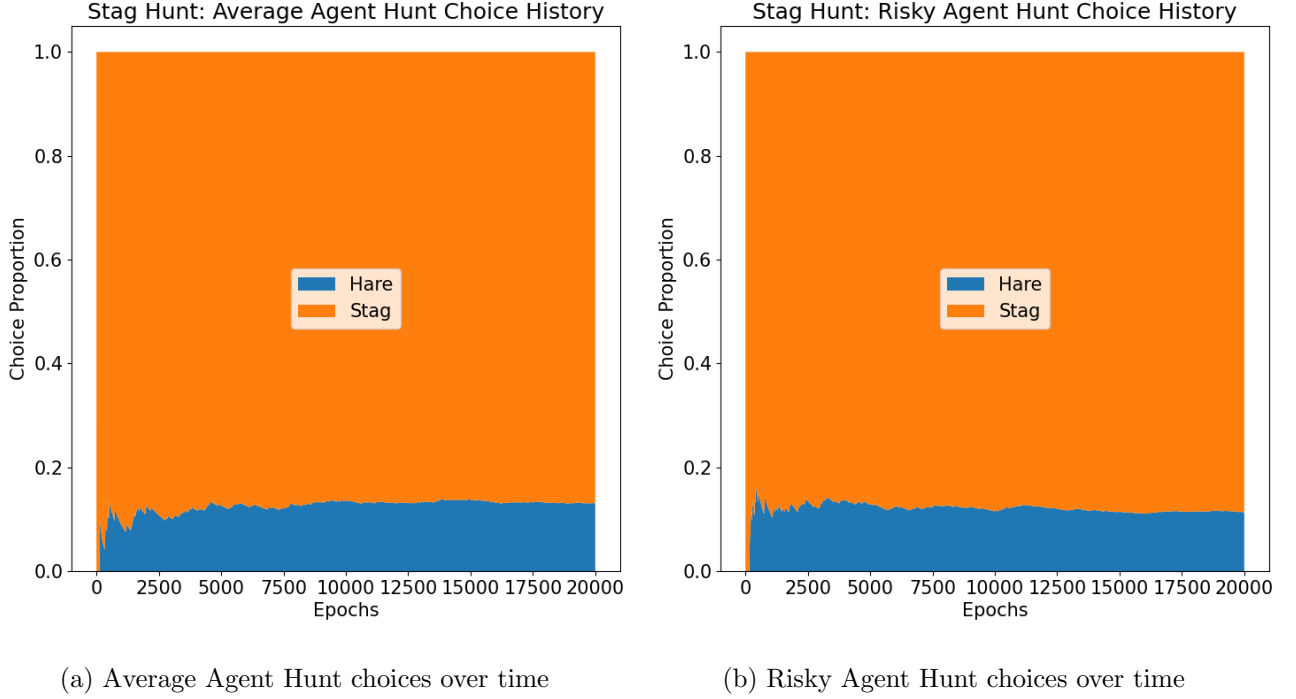 Stag Hunt: Average Agent Hunt Choice History
1.0
0.8
0.6
0.4
0.2
0.0
Choice Proportion
Hare
Stag
0 2500 5000 7500 10000 12500 15000 17500 20000
Epochs
(a) Average Agent Hunt choices over time
Stag Hunt: Risky Agent Hunt Choice History
1.0
0.8
0.6
0.4
0.2
0.0
Choice Proportion
Hare
Stag
0 2500 5000 7500 10000 12500 15000 17500 20000
Epochs
(b) Risky Agent Hunt choices over time